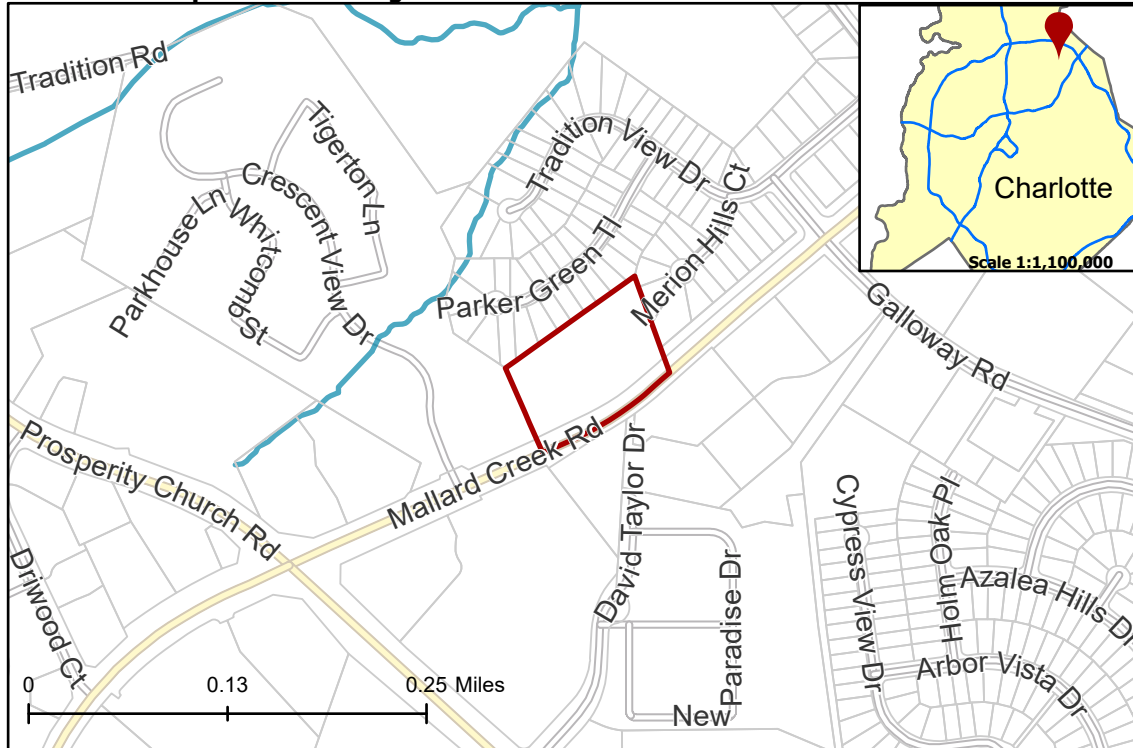 Tradition Rd
Tigerton Ln
Tradition View Dr
Crescent View Dr
Parkhouse Ln
Whitcomb St
Parker Green Tl
Merion Hills Ct
Charlotte
Scale 1:1,100,000
Galloway Rd
Prosperity Church Rd
Mallard Creek Rd
David Taylor Dr
Cypress View Dr
Holm Oak Pl
Driwood Ct
Paradise Dr
Azalea Hills Dr
Arbor Vista Dr
New
0 0.13 0.25 Miles